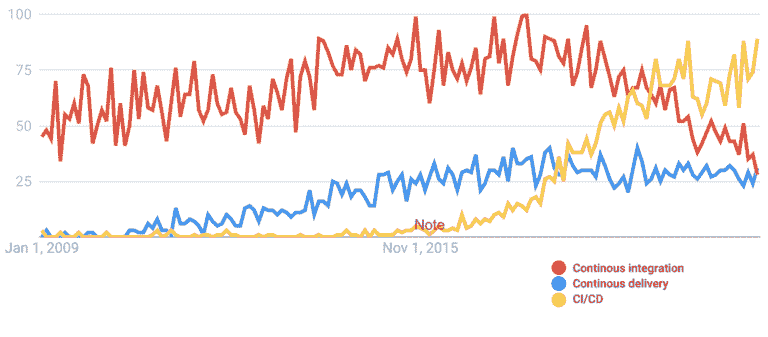 100
75
50
25
Note
Jan 1, 2009
Nov 1, 2015
Continous integration
Continous delivery
CI/CD